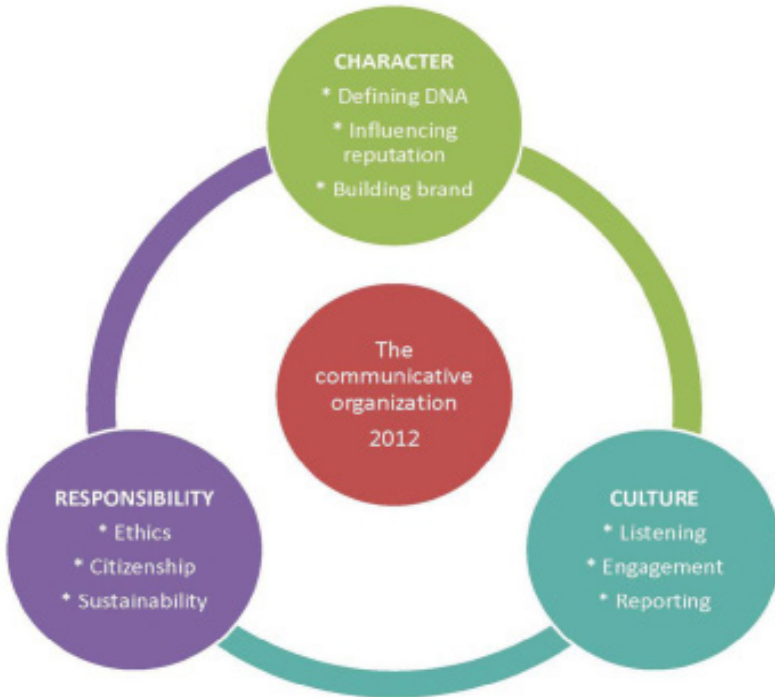 CHARACTER
* Defining DNA
* Influencing
reputation
* Building brand
The
communicative
organization
2012
RESPONSIBILITY
* Ethics
* Citizenship
* Sustainability
CULTURE
* Listening
* Engagement
* Reporting